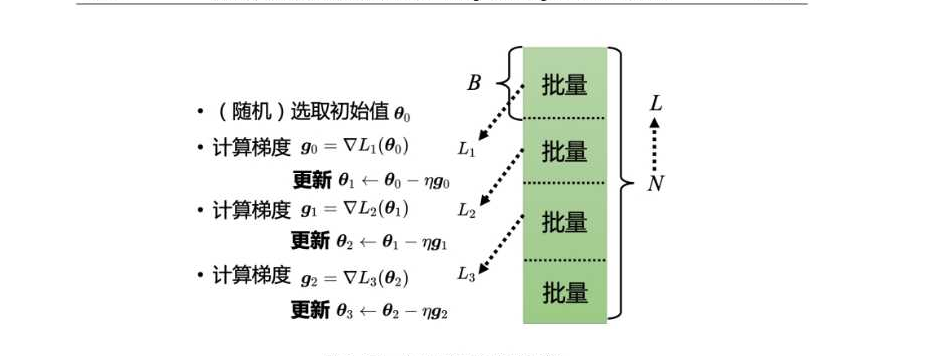 • （随机）选取初始值 θ₀
• 计算梯度 g₀ = ∇L₁(θ₀)
更新 θ₁ ← θ₀ − ηg₀
• 计算梯度 g₁ = ∇L₂(θ₁)
更新 θ₂ ← θ₁ − ηg₁
• 计算梯度 g₂ = ∇L₃(θ₂)
更新 θ₃ ← θ₂ − ηg₂
B
L₁
L₂
L₃
批量
批量
批量
批量
L
N